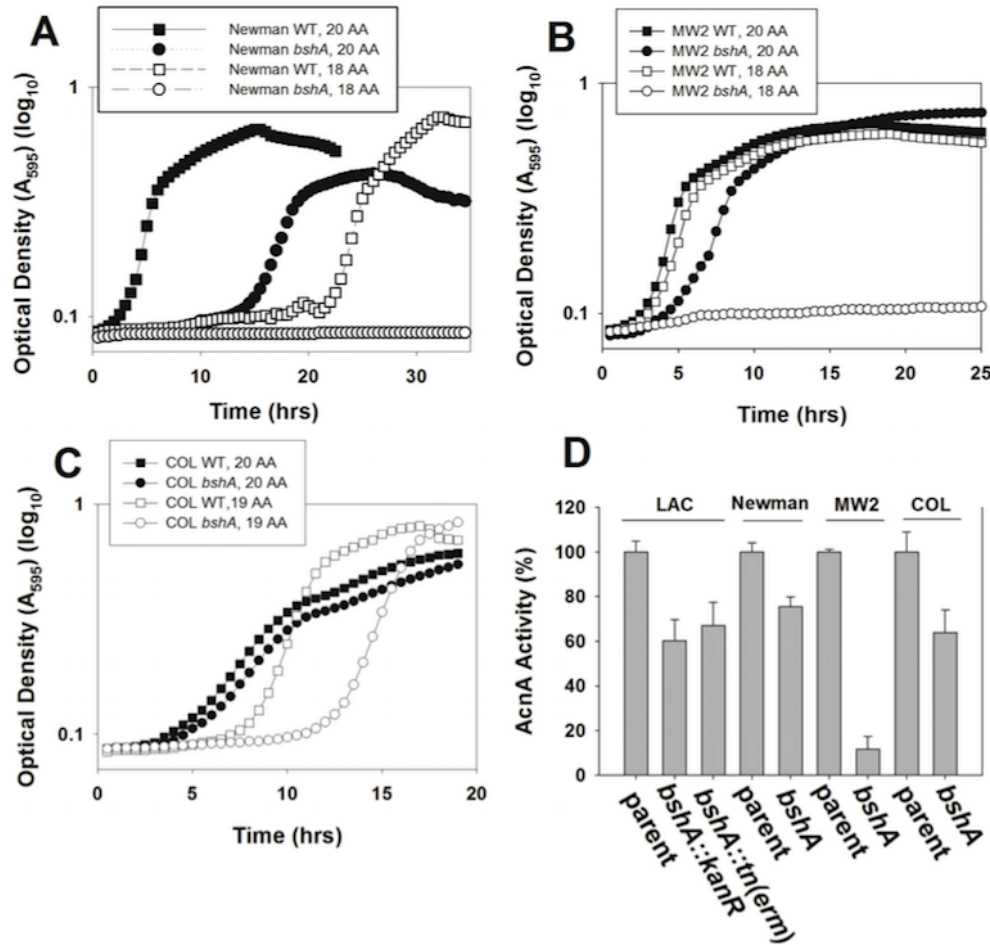 A
Newman WT, 20 AA
Newman bshA, 20 AA
Newman WT, 18 AA
Newman bshA, 18 AA
Optical Density (A595) (log10)
1
0.1
0 10 20 30
Time (hrs)
B
MW2 WT, 20 AA
MW2 bshA, 20 AA
MW2 WT, 18 AA
MW2 bshA, 18 AA
Optical Density (A595) (log10)
1
0.1
0 5 10 15 20 25
Time (hrs)
C
COL WT, 20 AA
COL bshA, 20 AA
COL WT,19 AA
COL bshA, 19 AA
Optical Density (A595) (log10)
1
0.1
0 5 10 15 20
Time (hrs)
D
LAC Newman MW2 COL
AcnA Activity (%)
120
100
80
60
40
20
0
parent
bshA::kanR
bshA::tn(erm)
parent
bshA
parent
bshA
parent
bshA